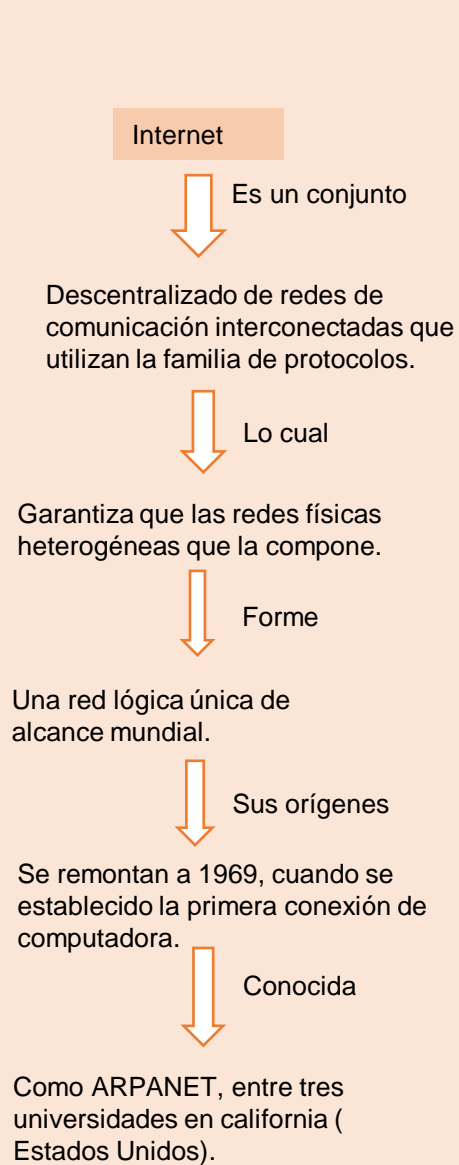 Internet
Es un conjunto
Descentralizado de redes de
comunicación interconectadas que
utilizan la familia de protocolos.
Lo cual
Garantiza que las redes físicas
heterogéneas que la compone.
Forme
Una red lógica única de
alcance mundial.
Sus orígenes
Se remontan a 1969, cuando se
establecido la primera conexión de
computadora.
Conocida
Como ARPANET, entre tres
universidades en california (
Estados Unidos).